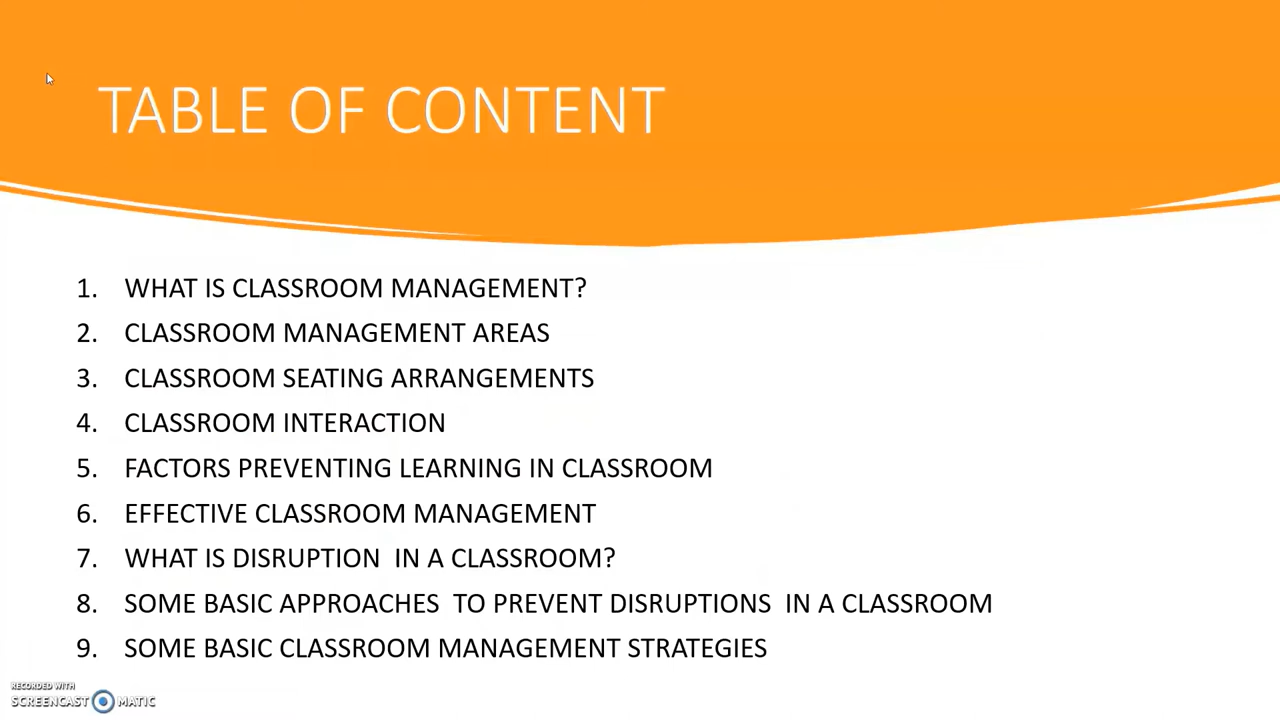 TABLE OF CONTENT
1. WHAT IS CLASSROOM MANAGEMENT?
2. CLASSROOM MANAGEMENT AREAS
3. CLASSROOM SEATING ARRANGEMENTS
4. CLASSROOM INTERACTION
5. FACTORS PREVENTING LEARNING IN CLASSROOM
6. EFFECTIVE CLASSROOM MANAGEMENT
7. WHAT IS DISRUPTION  IN A CLASSROOM?
8. SOME BASIC APPROACHES  TO PREVENT DISRUPTIONS  IN A CLASSROOM
9. SOME BASIC CLASSROOM MANAGEMENT STRATEGIES
RECORDED WITH
SCREENCAST MATIC